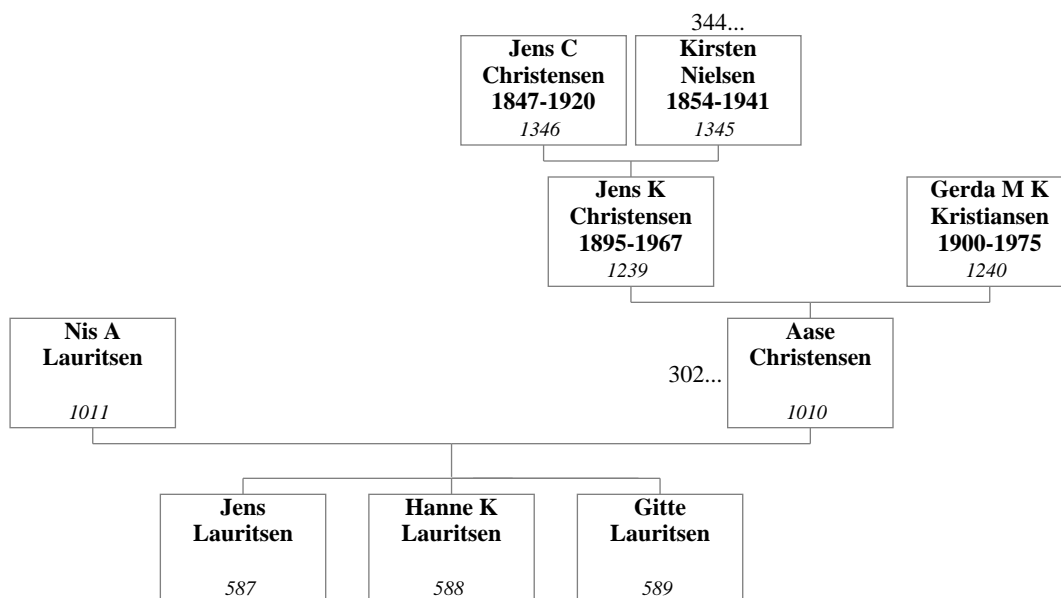 344...
Jens C
Christensen
1847-1920
1346
Kirsten
Nielsen
1854-1941
1345
Jens K
Christensen
1895-1967
1239
Gerda M K
Kristiansen
1900-1975
1240
Nis A
Lauritsen
1011
302...
Aase
Christensen
1010
Jens
Lauritsen
587
Hanne K
Lauritsen
588
Gitte
Lauritsen
589